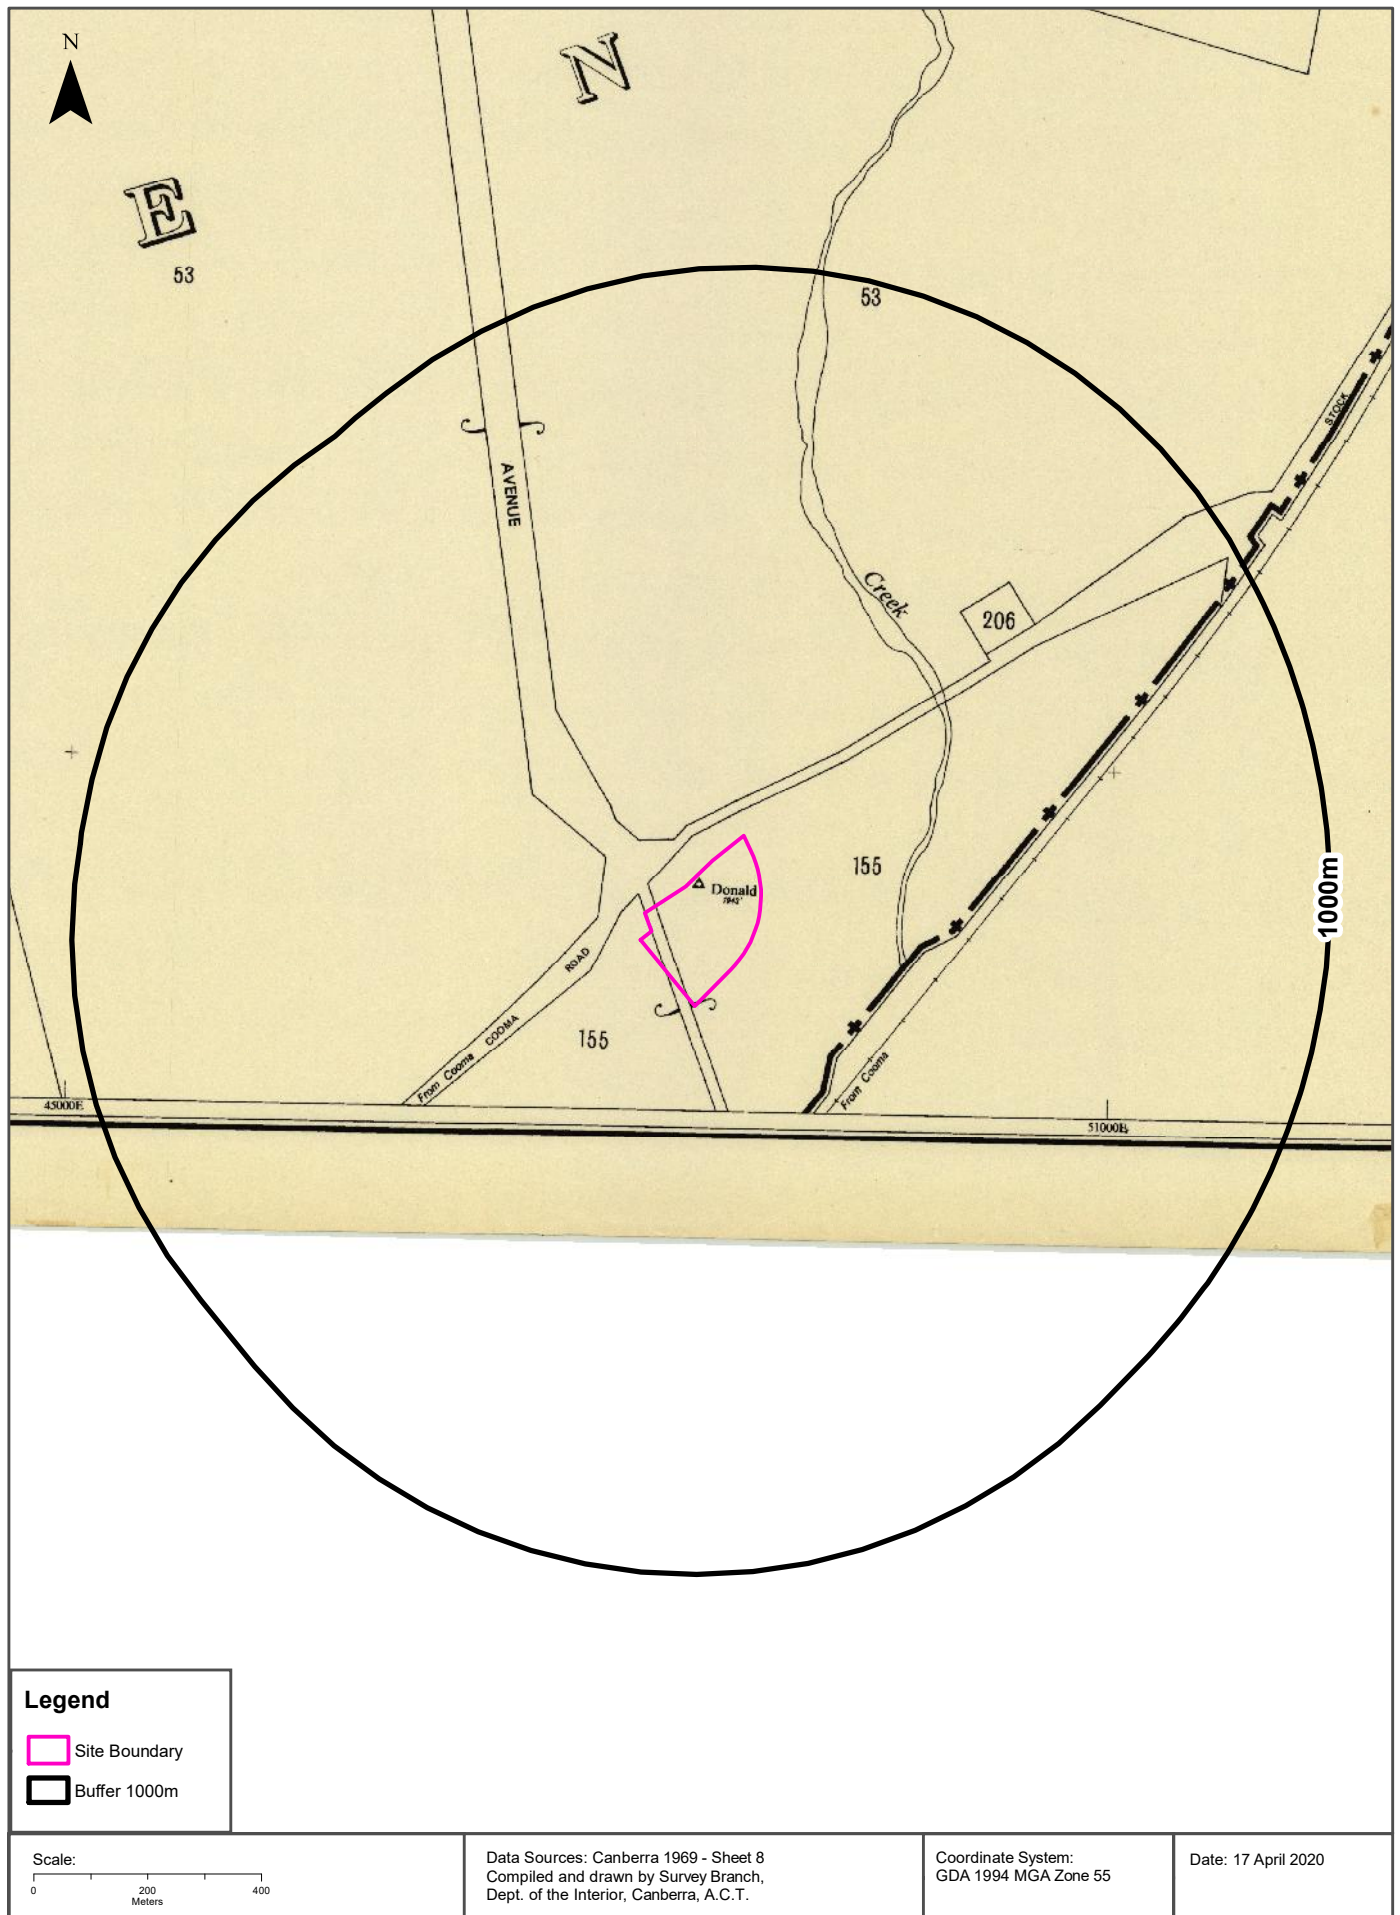 N
N
E
53
53
STOCK
AVENUE
Creek
206
155
Donald
1000m
ROAD
COOMA
155
From Cooma
From Cooma
45000E
51000E
Legend
Site Boundary
Buffer 1000m
Scale:
0 200 400
Meters
Data Sources: Canberra 1969 - Sheet 8
Compiled and drawn by Survey Branch,
Dept. of the Interior, Canberra, A.C.T.
Coordinate System:
GDA 1994 MGA Zone 55
Date: 17 April 2020